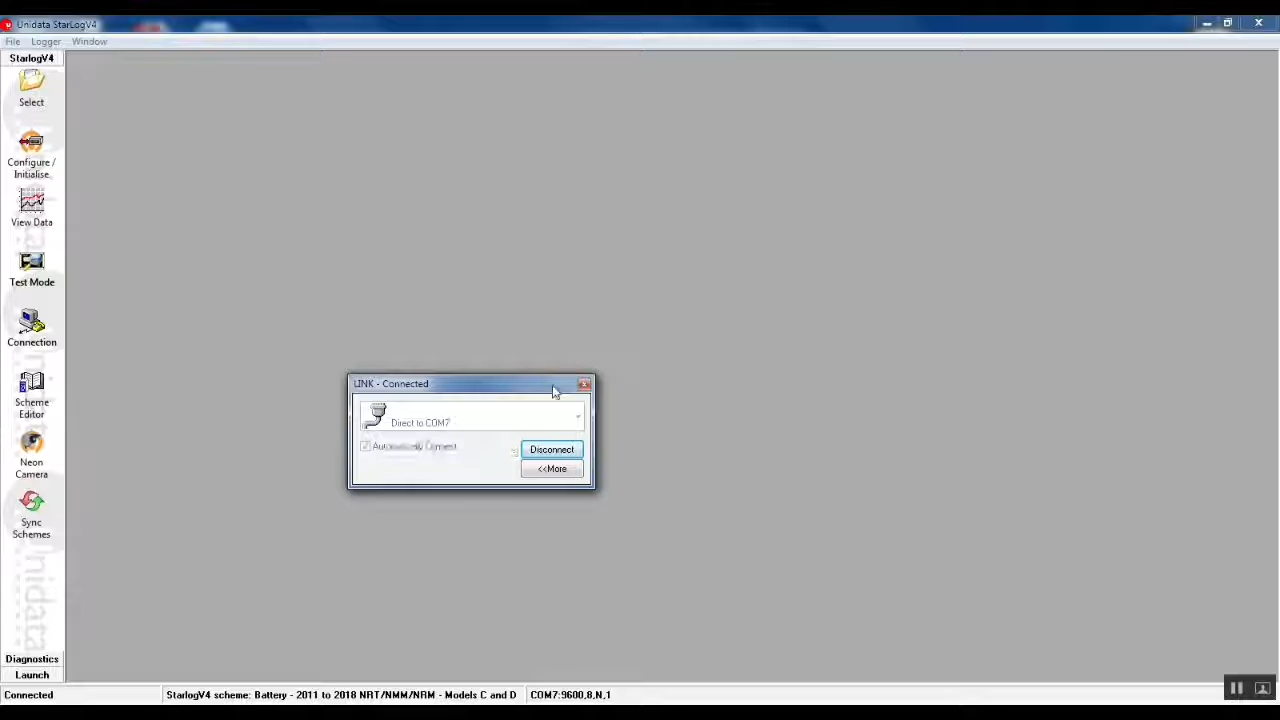 Unidata StarLogV4
File Logger Window
StarlogV4
Select
Configure /
Initialise
View Data
Test Mode
Connection
Scheme
Editor
Neon
Camera
Sync
Schemes
Diagnostics
Launch
LINK - Connected
Direct to COM7
Automatically Connect
Disconnect
<<More
Connected StarlogV4 scheme: Battery - 2011 to 2018 NRT/NMM/NRM - Models C and D COM7:9600,8,N,1